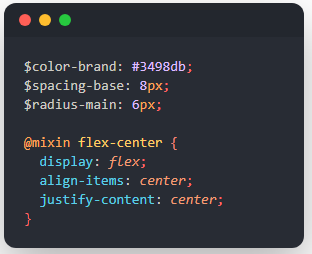 $color-brand: #3498db;
$spacing-base: 8px;
$radius-main: 6px;

@mixin flex-center {
  display: flex;
  align-items: center;
  justify-content: center;
}